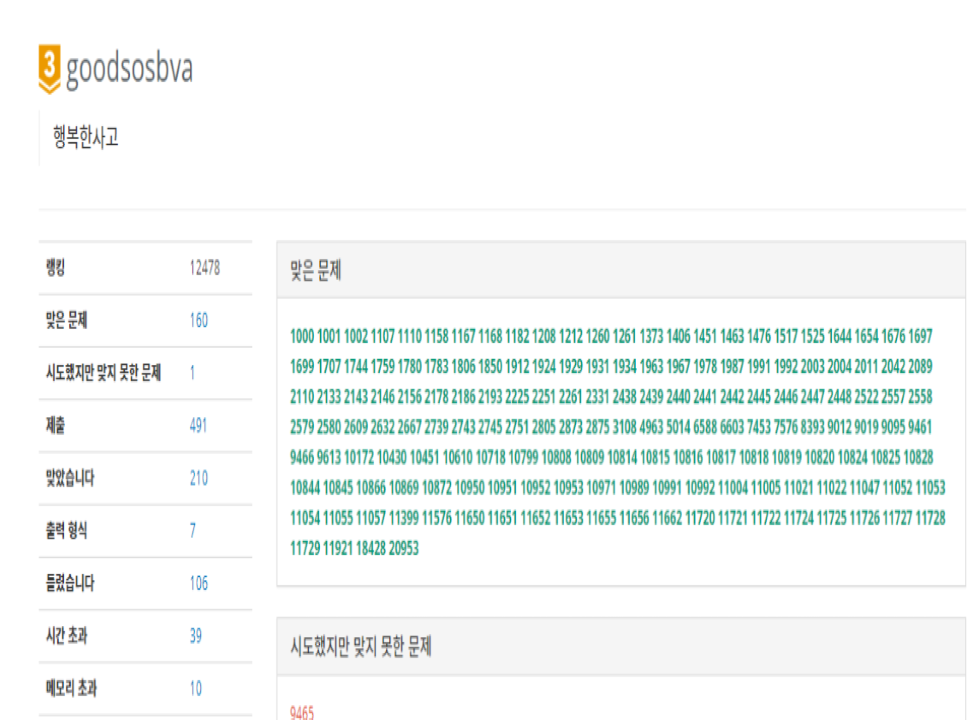 3 goodsosbva
행복한사고
랭킹 12478
맞은 문제 160
시도했지만 맞지 못한 문제 1
제출 491
맞았습니다 210
출력 형식 7
틀렸습니다 106
시간 초과 39
메모리 초과 10
맞은 문제
1000 1001 1002 1107 1110 1158 1167 1168 1182 1208 1212 1260 1261 1373 1406 1451 1463 1476 1517 1525 1644 1654 1676 1697
1699 1707 1744 1759 1780 1783 1806 1850 1912 1924 1929 1931 1934 1963 1967 1978 1987 1991 1992 2003 2004 2011 2042 2089
2110 2133 2143 2146 2156 2178 2186 2193 2225 2251 2261 2331 2438 2439 2440 2441 2442 2445 2446 2447 2448 2522 2557 2558
2579 2580 2609 2632 2667 2739 2743 2745 2751 2805 2873 2875 3108 4963 5014 6588 6603 7453 7576 8393 9012 9019 9095 9461
9466 9613 10172 10430 10451 10610 10718 10799 10808 10809 10814 10815 10816 10817 10818 10819 10820 10824 10825 10828
10844 10845 10866 10869 10872 10950 10951 10952 10953 10971 10989 10991 10992 11004 11005 11021 11022 11047 11052 11053
11054 11055 11057 11399 11576 11650 11651 11652 11653 11655 11656 11662 11720 11721 11722 11724 11725 11726 11727 11728
11729 11921 18428 20953
시도했지만 맞지 못한 문제
9465